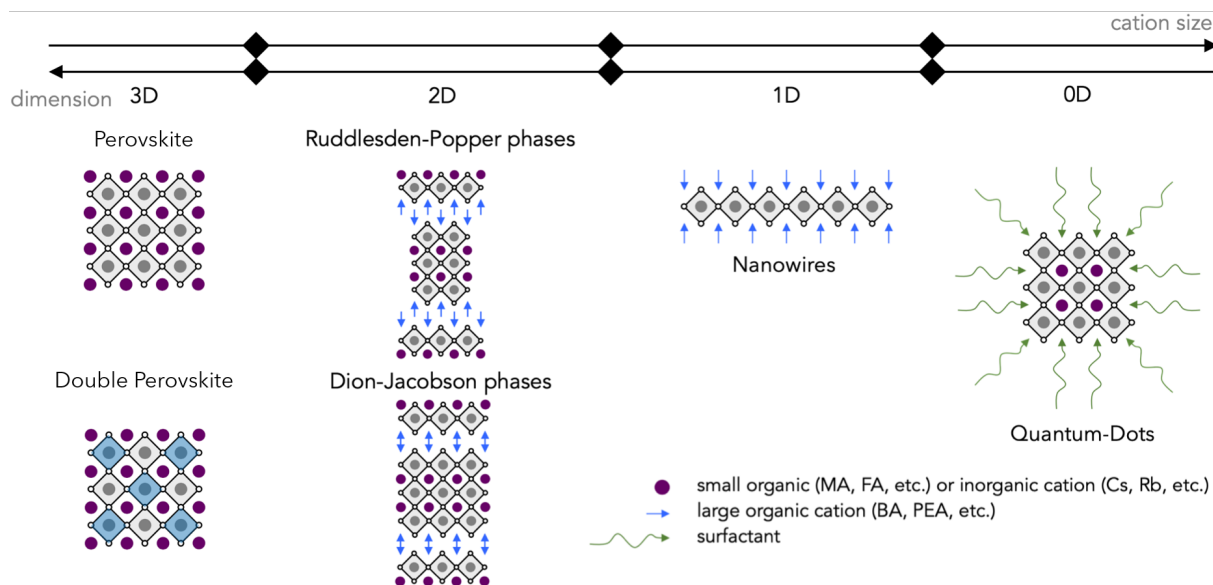 cation size
dimension
3D
2D
1D
0D
Perovskite
Ruddlesden-Popper phases
Nanowires
Double Perovskite
Dion-Jacobson phases
Quantum-Dots
small organic (MA, FA, etc.) or inorganic cation (Cs, Rb, etc.)
large organic cation (BA, PEA, etc.)
surfactant